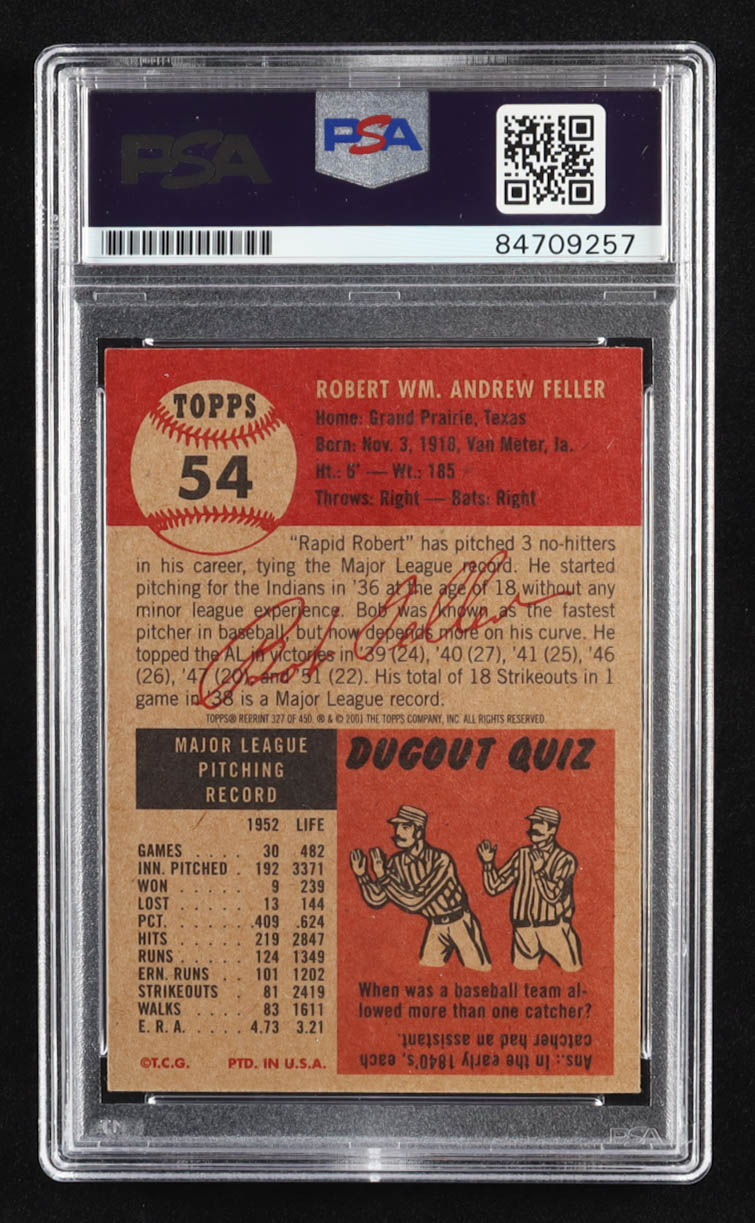 PSA
PSA
84709257
TOPPS
54
ROBERT WM. ANDREW FELLER
Home: Grand Prairie, Texas
Born: Nov. 3, 1918, Van Meter, Ia.
Ht.: 6' — Wt.: 185
Throws: Right — Bats: Right
"Rapid Robert" has pitched 3 no-hitters
in his career, tying the Major League record. He started
pitching for the Indians in '36 at the age of 18 without any
minor league experience. Bob was known as the fastest
pitcher in baseball, but now depends more on his curve. He
topped the AL in victories in '39 (24), '40 (27), '41 (25), '46
(26), '47 (20), and '51 (22). His total of 18 Strikeouts in 1
game in '38 is a Major League record.
Bob Feller
TOPPS® REPRINT 327 OF 450. ® & © 2001 THE TOPPS COMPANY, INC. ALL RIGHTS RESERVED.
MAJOR LEAGUE
PITCHING
RECORD
1952 LIFE
GAMES . . . . . 30 482
INN. PITCHED . 192 3371
WON . . . . . 9 239
LOST . . . . . 13 144
PCT. . . . . . .409 .624
HITS . . . . . 219 2847
RUNS . . . . . 124 1349
ERN. RUNS . . 101 1202
STRIKEOUTS . . 81 2419
WALKS . . . . 83 1611
E. R. A. . . . . 4.73 3.21
©T.C.G. PTD. IN U.S.A.
DUGOUT QUIZ
When was a baseball team al-
lowed more than one catcher?
Ans.: In the early 1840's, each
catcher had an assistant.
PSA